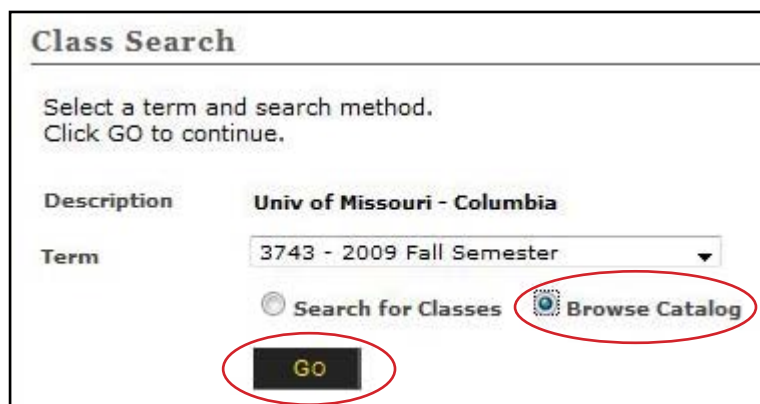 Class Search
Select a term and search method.
Click GO to continue.
Description Univ of Missouri - Columbia
Term 3743 - 2009 Fall Semester
Search for Classes Browse Catalog
GO